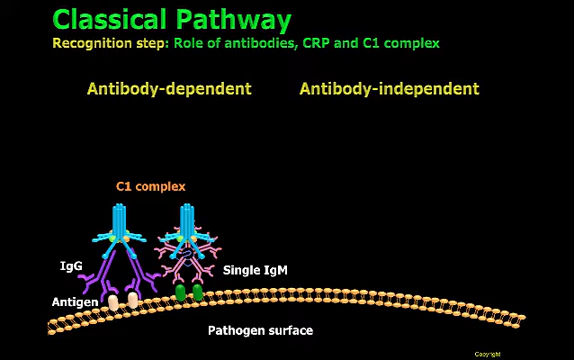 Classical Pathway
Recognition step: Role of antibodies, CRP and C1 complex
Antibody-dependent Antibody-independent
C1 complex
IgG
Single IgM
Antigen
Pathogen surface
Copyright